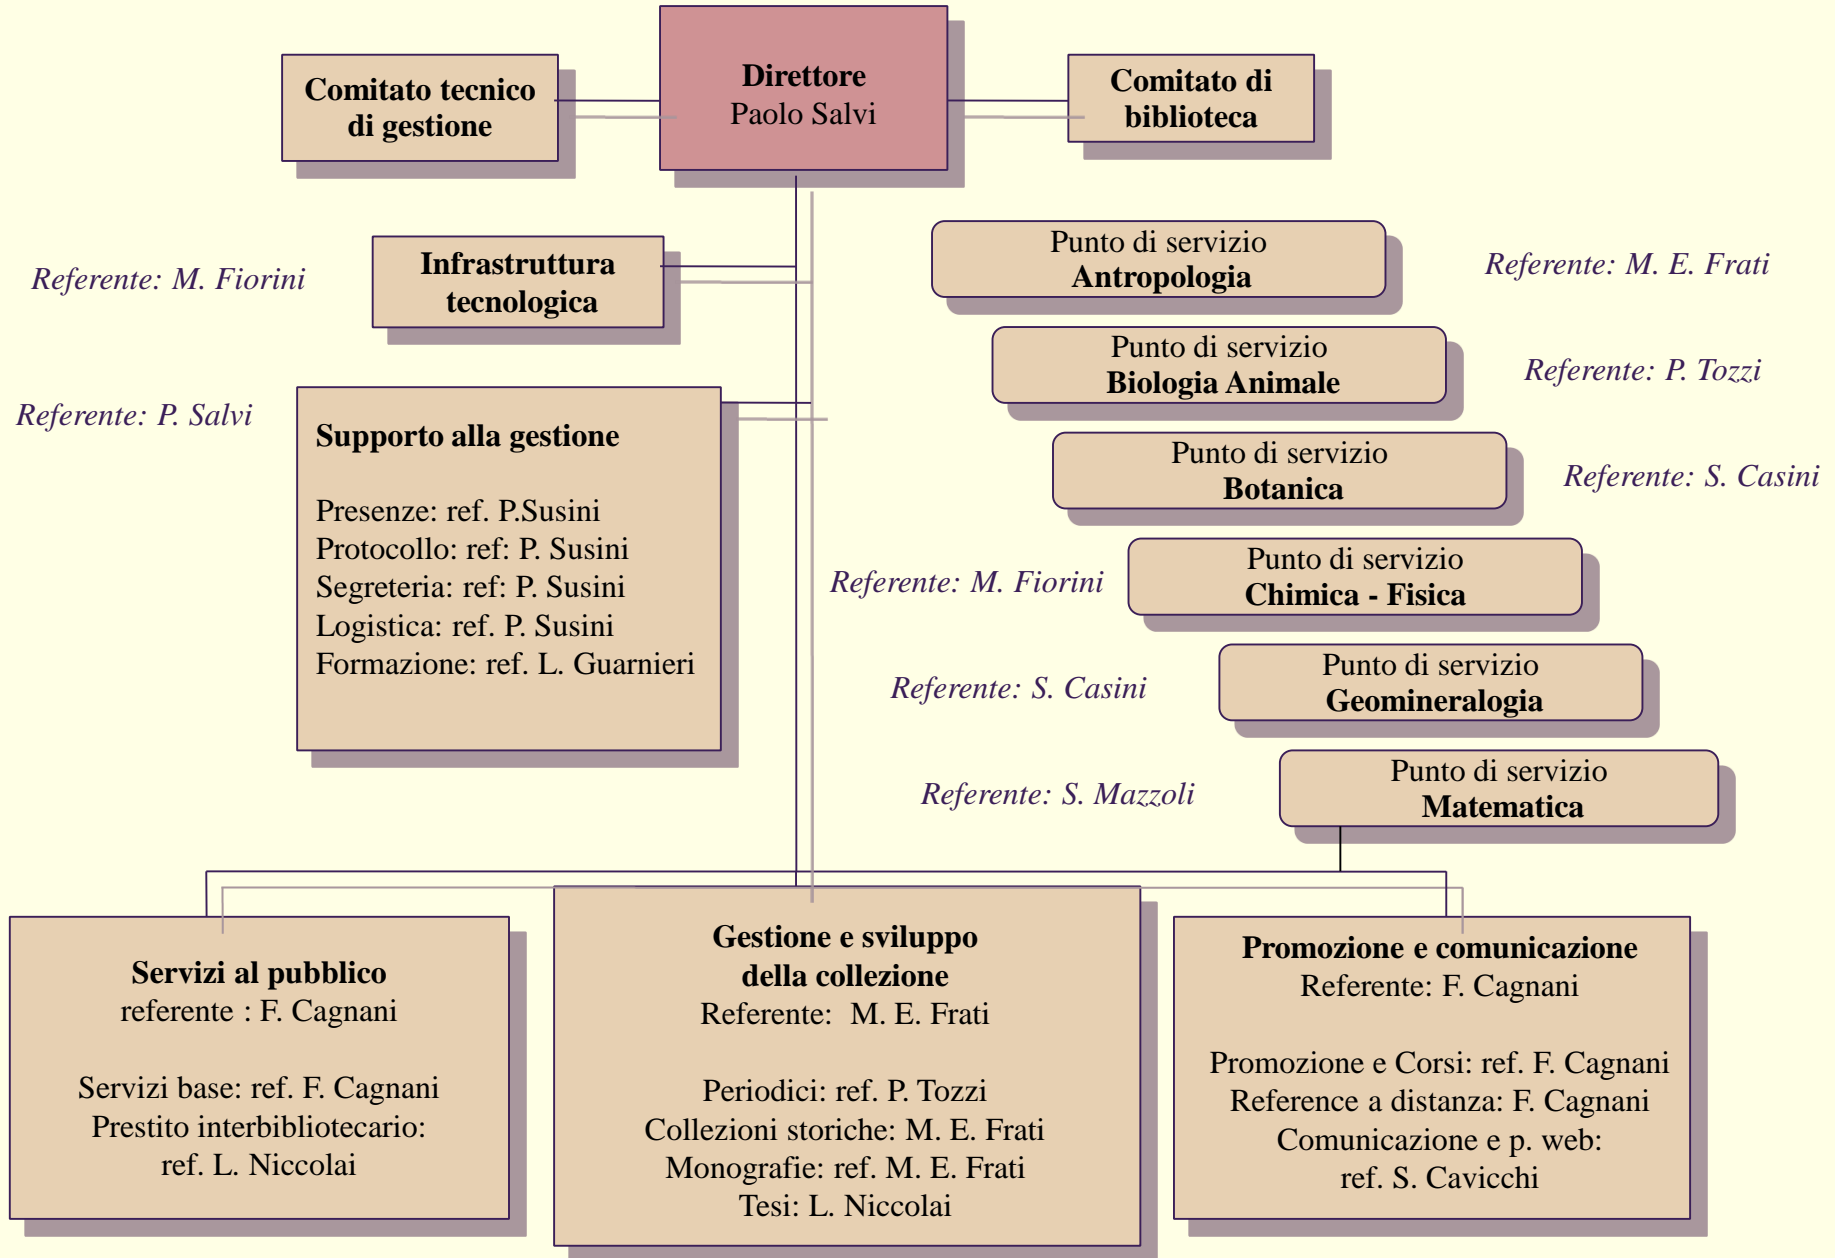 Comitato tecnico
di gestione
Direttore
Paolo Salvi
Comitato di
biblioteca
Referente: M. Fiorini
Infrastruttura
tecnologica
Punto di servizio
Antropologia
Referente: M. E. Frati
Punto di servizio
Biologia Animale
Referente: P. Tozzi
Referente: P. Salvi
Supporto alla gestione
Presenze: ref. P.Susini
Protocollo: ref: P. Susini
Segreteria: ref: P. Susini
Logistica: ref. P. Susini
Formazione: ref. L. Guarnieri
Punto di servizio
Botanica
Referente: S. Casini
Referente: M. Fiorini
Punto di servizio
Chimica - Fisica
Referente: S. Casini
Punto di servizio
Geomineralogia
Referente: S. Mazzoli
Punto di servizio
Matematica
Servizi al pubblico
referente : F. Cagnani
Servizi base: ref. F. Cagnani
Prestito interbibliotecario:
ref. L. Niccolai
Gestione e sviluppo
della collezione
Referente:  M. E. Frati
Periodici: ref. P. Tozzi
Collezioni storiche: M. E. Frati
Monografie: ref. M. E. Frati
Tesi: L. Niccolai
Promozione e comunicazione
Referente: F. Cagnani
Promozione e Corsi: ref. F. Cagnani
Reference a distanza: F. Cagnani
Comunicazione e p. web:
ref. S. Cavicchi